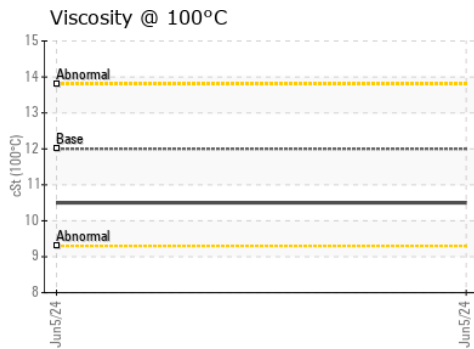 Viscosity @ 100°C
cSt (100°C)
15
14
13
12
11
10
9
8
Abnormal
Base
Abnormal
Jun5/24
Jun5/24